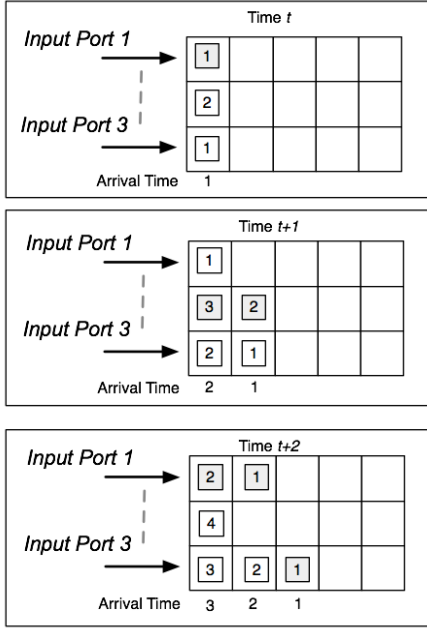 Time t
Input Port 1
1
2
Input Port 3
1
Arrival Time 1
Time t+1
Input Port 1
1
3 2
Input Port 3
2 1
Arrival Time 2 1
Time t+2
Input Port 1
2 1
4
Input Port 3
3 2 1
Arrival Time 3 2 1